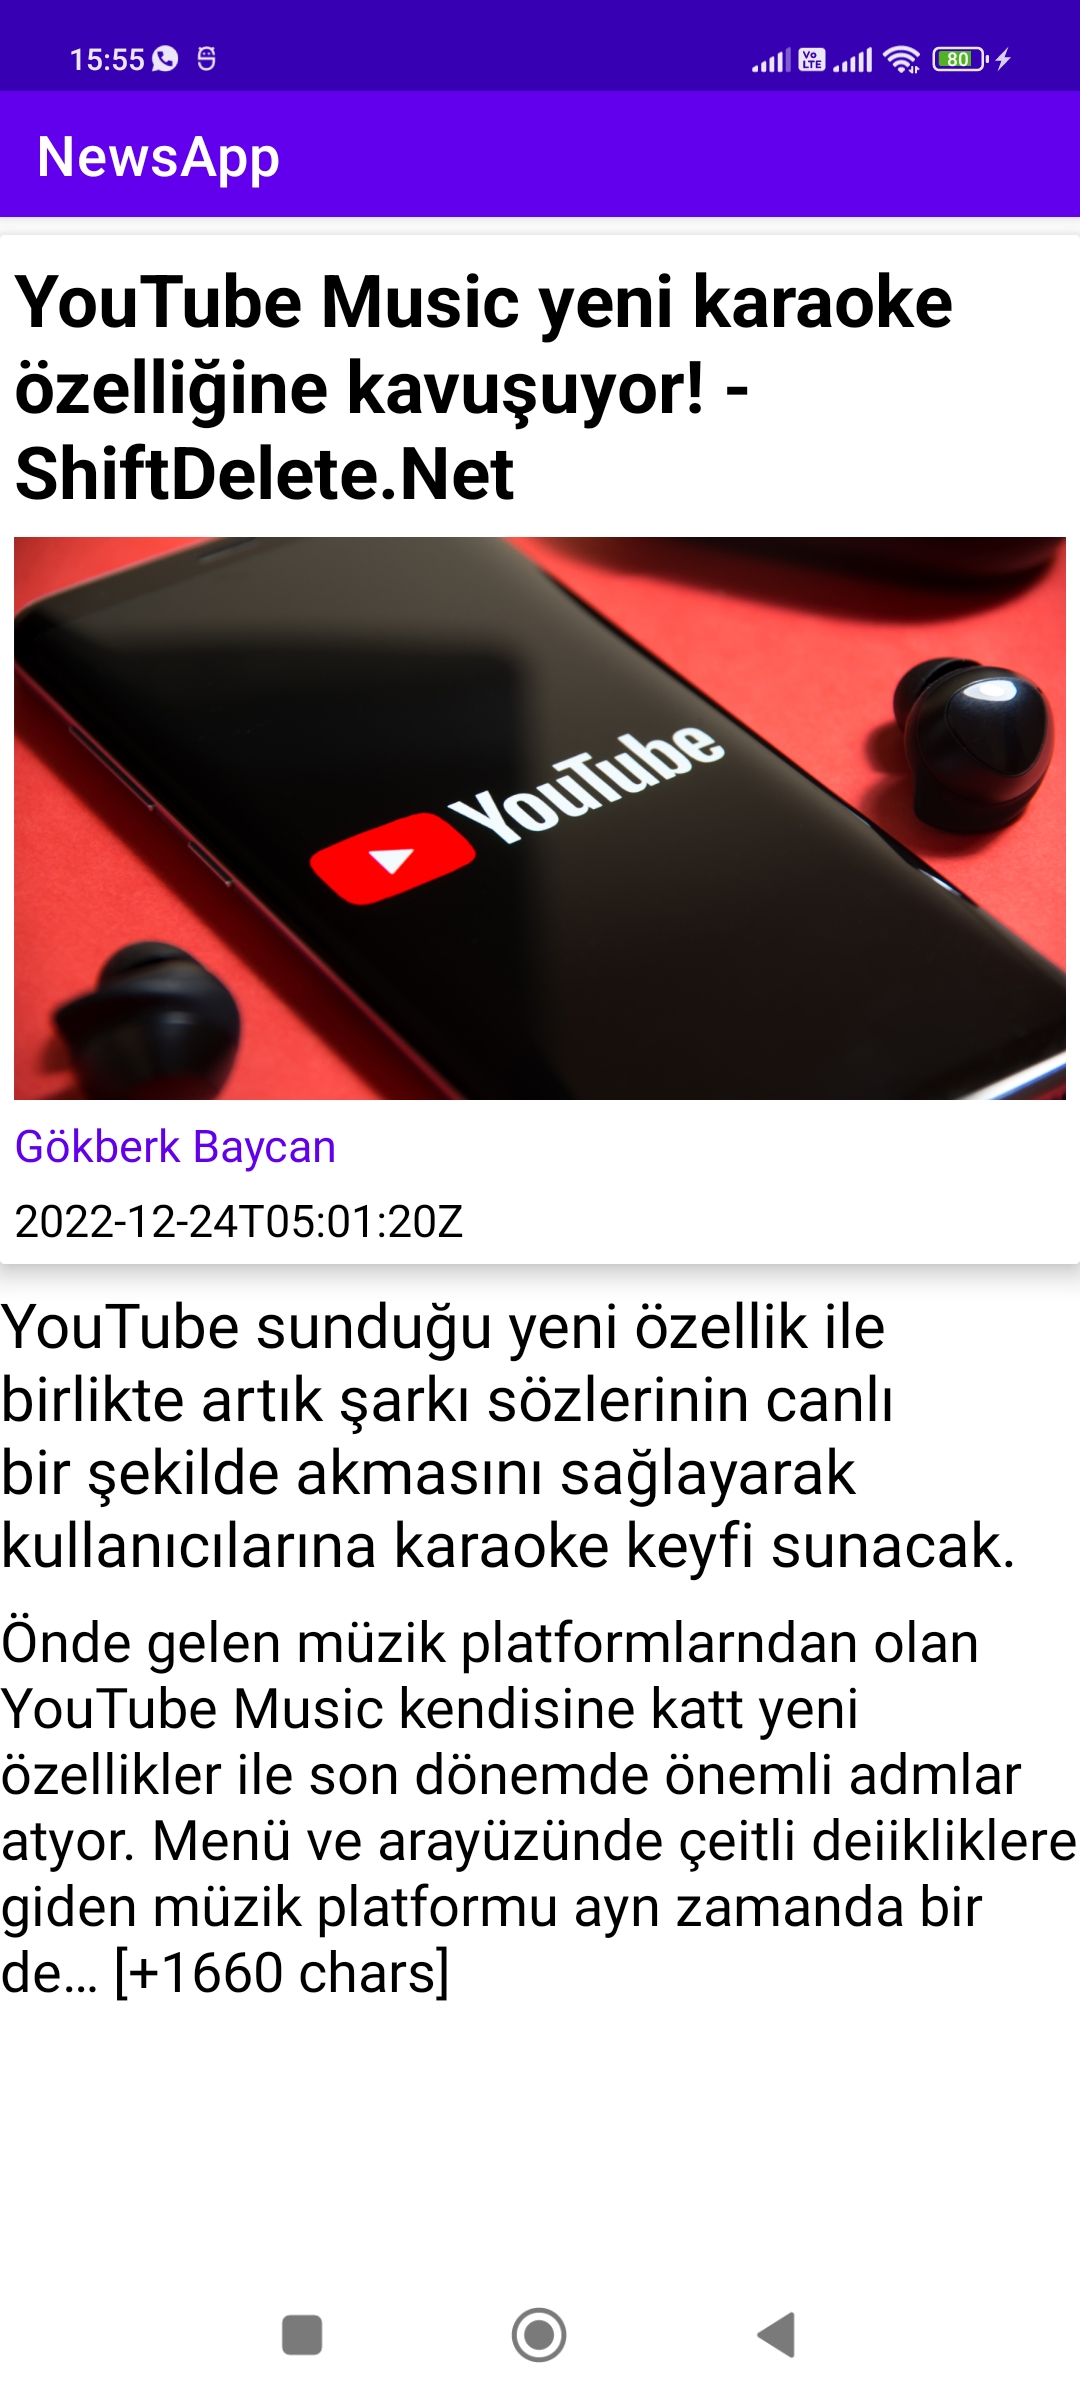 15:55
Vo
LTE
80
NewsApp
YouTube Music yeni karaoke
özelliğine kavuşuyor! -
ShiftDelete.Net
YouTube
Gökberk Baycan
2022-12-24T05:01:20Z
YouTube sunduğu yeni özellik ile
birlikte artık şarkı sözlerinin canlı
bir şekilde akmasını sağlayarak
kullanıcılarına karaoke keyfi sunacak.
Önde gelen müzik platformlarndan olan
YouTube Music kendisine katt yeni
özellikler ile son dönemde önemli admlar
atyor. Menü ve arayüzünde çeitli deiikliklere
giden müzik platformu ayn zamanda bir
de… [+1660 chars]